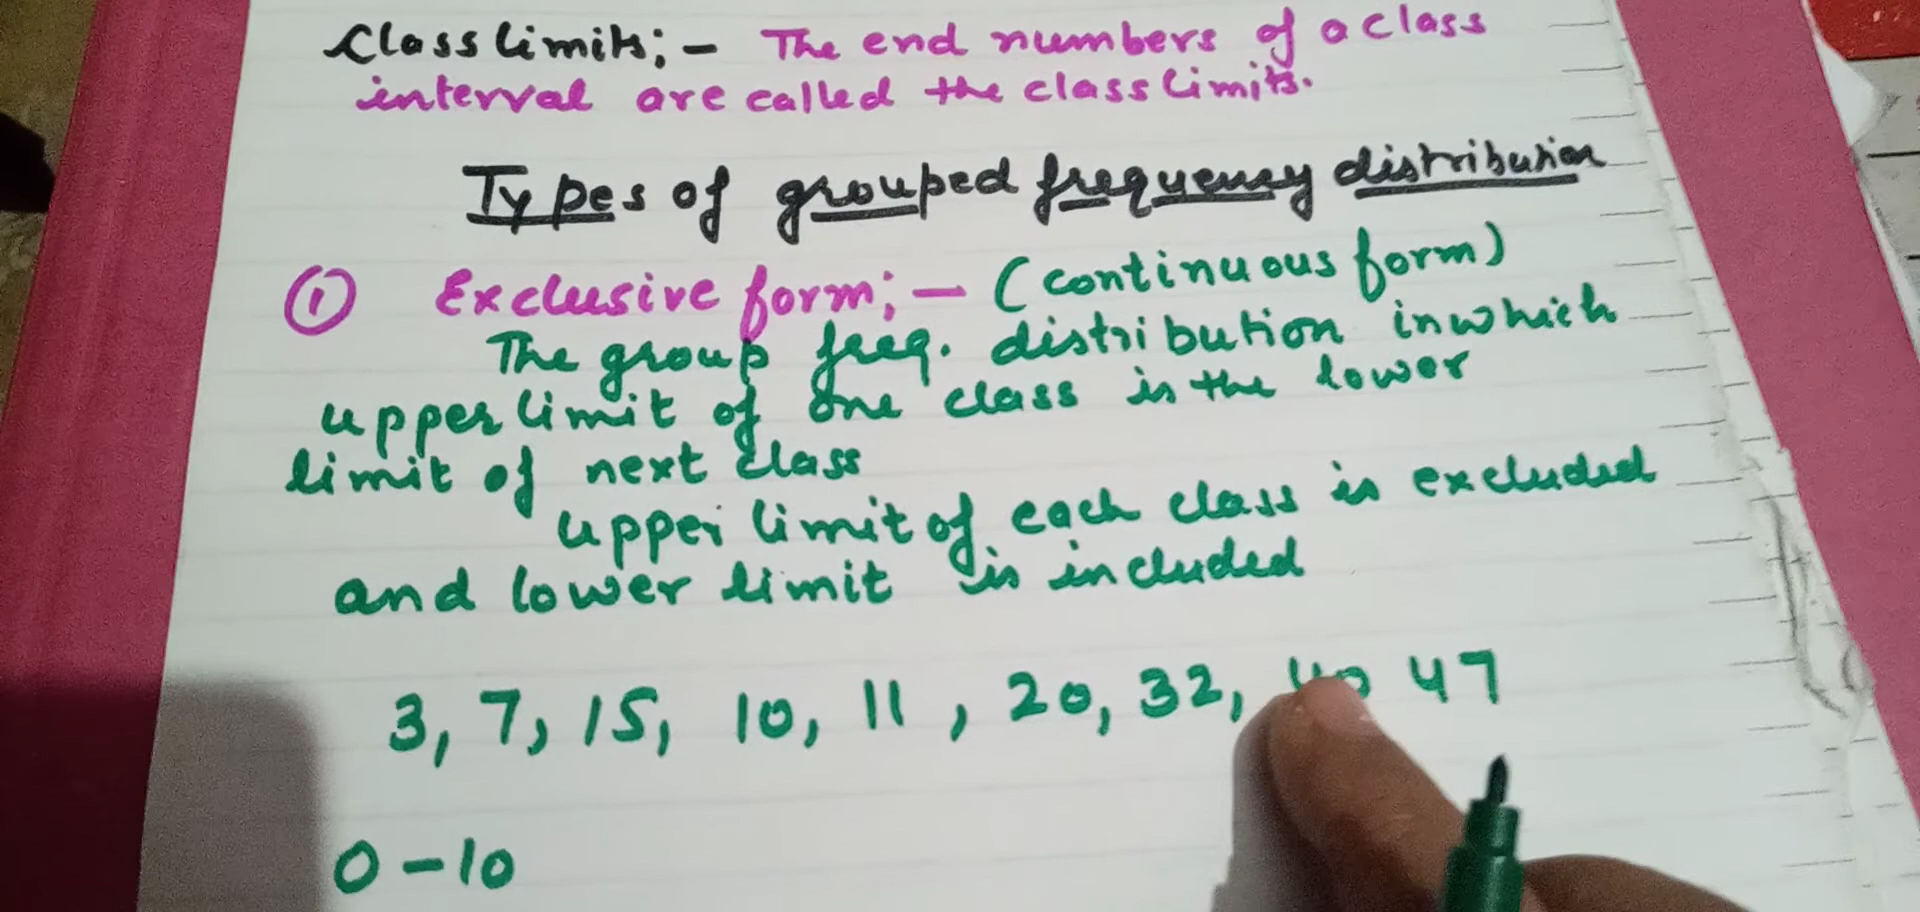 Class limits; – The end numbers of a class
interval are called the class limits.
Types of grouped frequency distribution
① Exclusive form; – (continuous form)
The group freq. distribution in which
upper limit of one class is the lower
limit of next class
upper limit of each class is excluded
and lower limit is included
3, 7, 15, 10, 11, 20, 32, 47
0 – 10